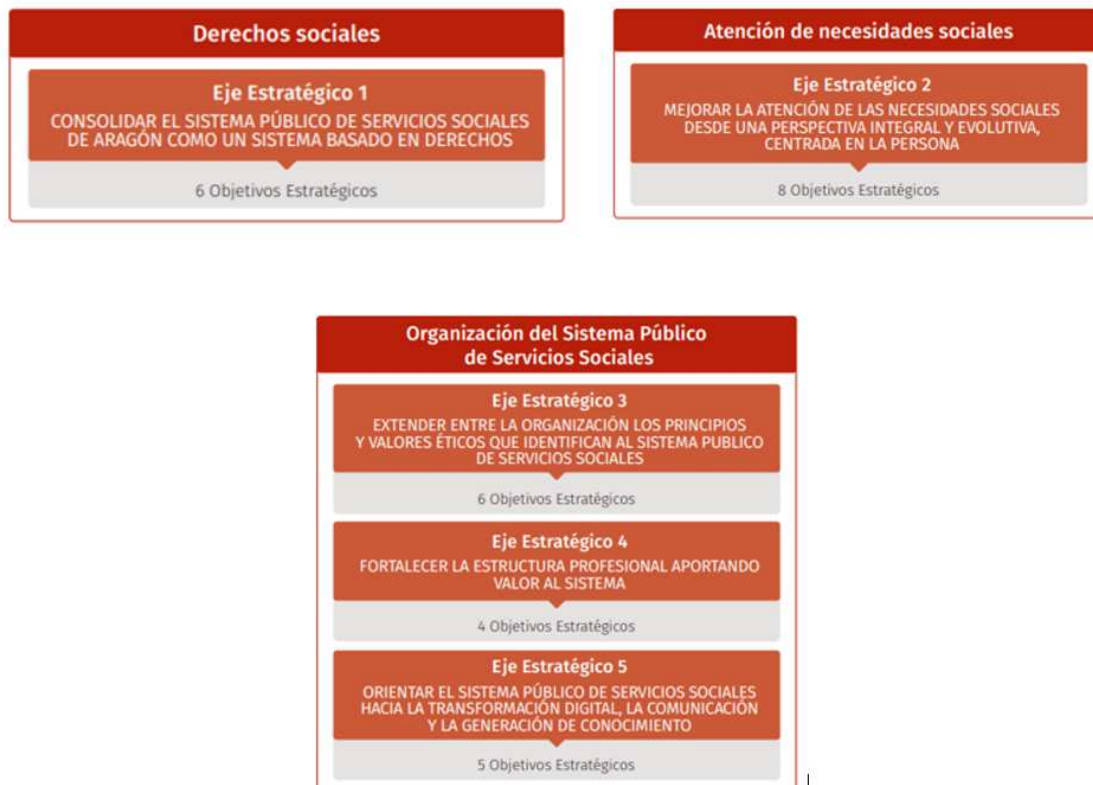 Derechos sociales
Eje Estratégico 1
CONSOLIDAR EL SISTEMA PÚBLICO DE SERVICIOS SOCIALES
DE ARAGÓN COMO UN SISTEMA BASADO EN DERECHOS
6 Objetivos Estratégicos
Atención de necesidades sociales
Eje Estratégico 2
MEJORAR LA ATENCIÓN DE LAS NECESIDADES SOCIALES
DESDE UNA PERSPECTIVA INTEGRAL Y EVOLUTIVA,
CENTRADA EN LA PERSONA
8 Objetivos Estratégicos
Organización del Sistema Público
de Servicios Sociales
Eje Estratégico 3
EXTENDER ENTRE LA ORGANIZACIÓN LOS PRINCIPIOS
Y VALORES ÉTICOS QUE IDENTIFICAN AL SISTEMA PUBLICO
DE SERVICIOS SOCIALES
6 Objetivos Estratégicos
Eje Estratégico 4
FORTALECER LA ESTRUCTURA PROFESIONAL APORTANDO
VALOR AL SISTEMA
4 Objetivos Estratégicos
Eje Estratégico 5
ORIENTAR EL SISTEMA PÚBLICO DE SERVICIOS SOCIALES
HACIA LA TRANSFORMACIÓN DIGITAL, LA COMUNICACIÓN
Y LA GENERACIÓN DE CONOCIMIENTO
5 Objetivos Estratégicos